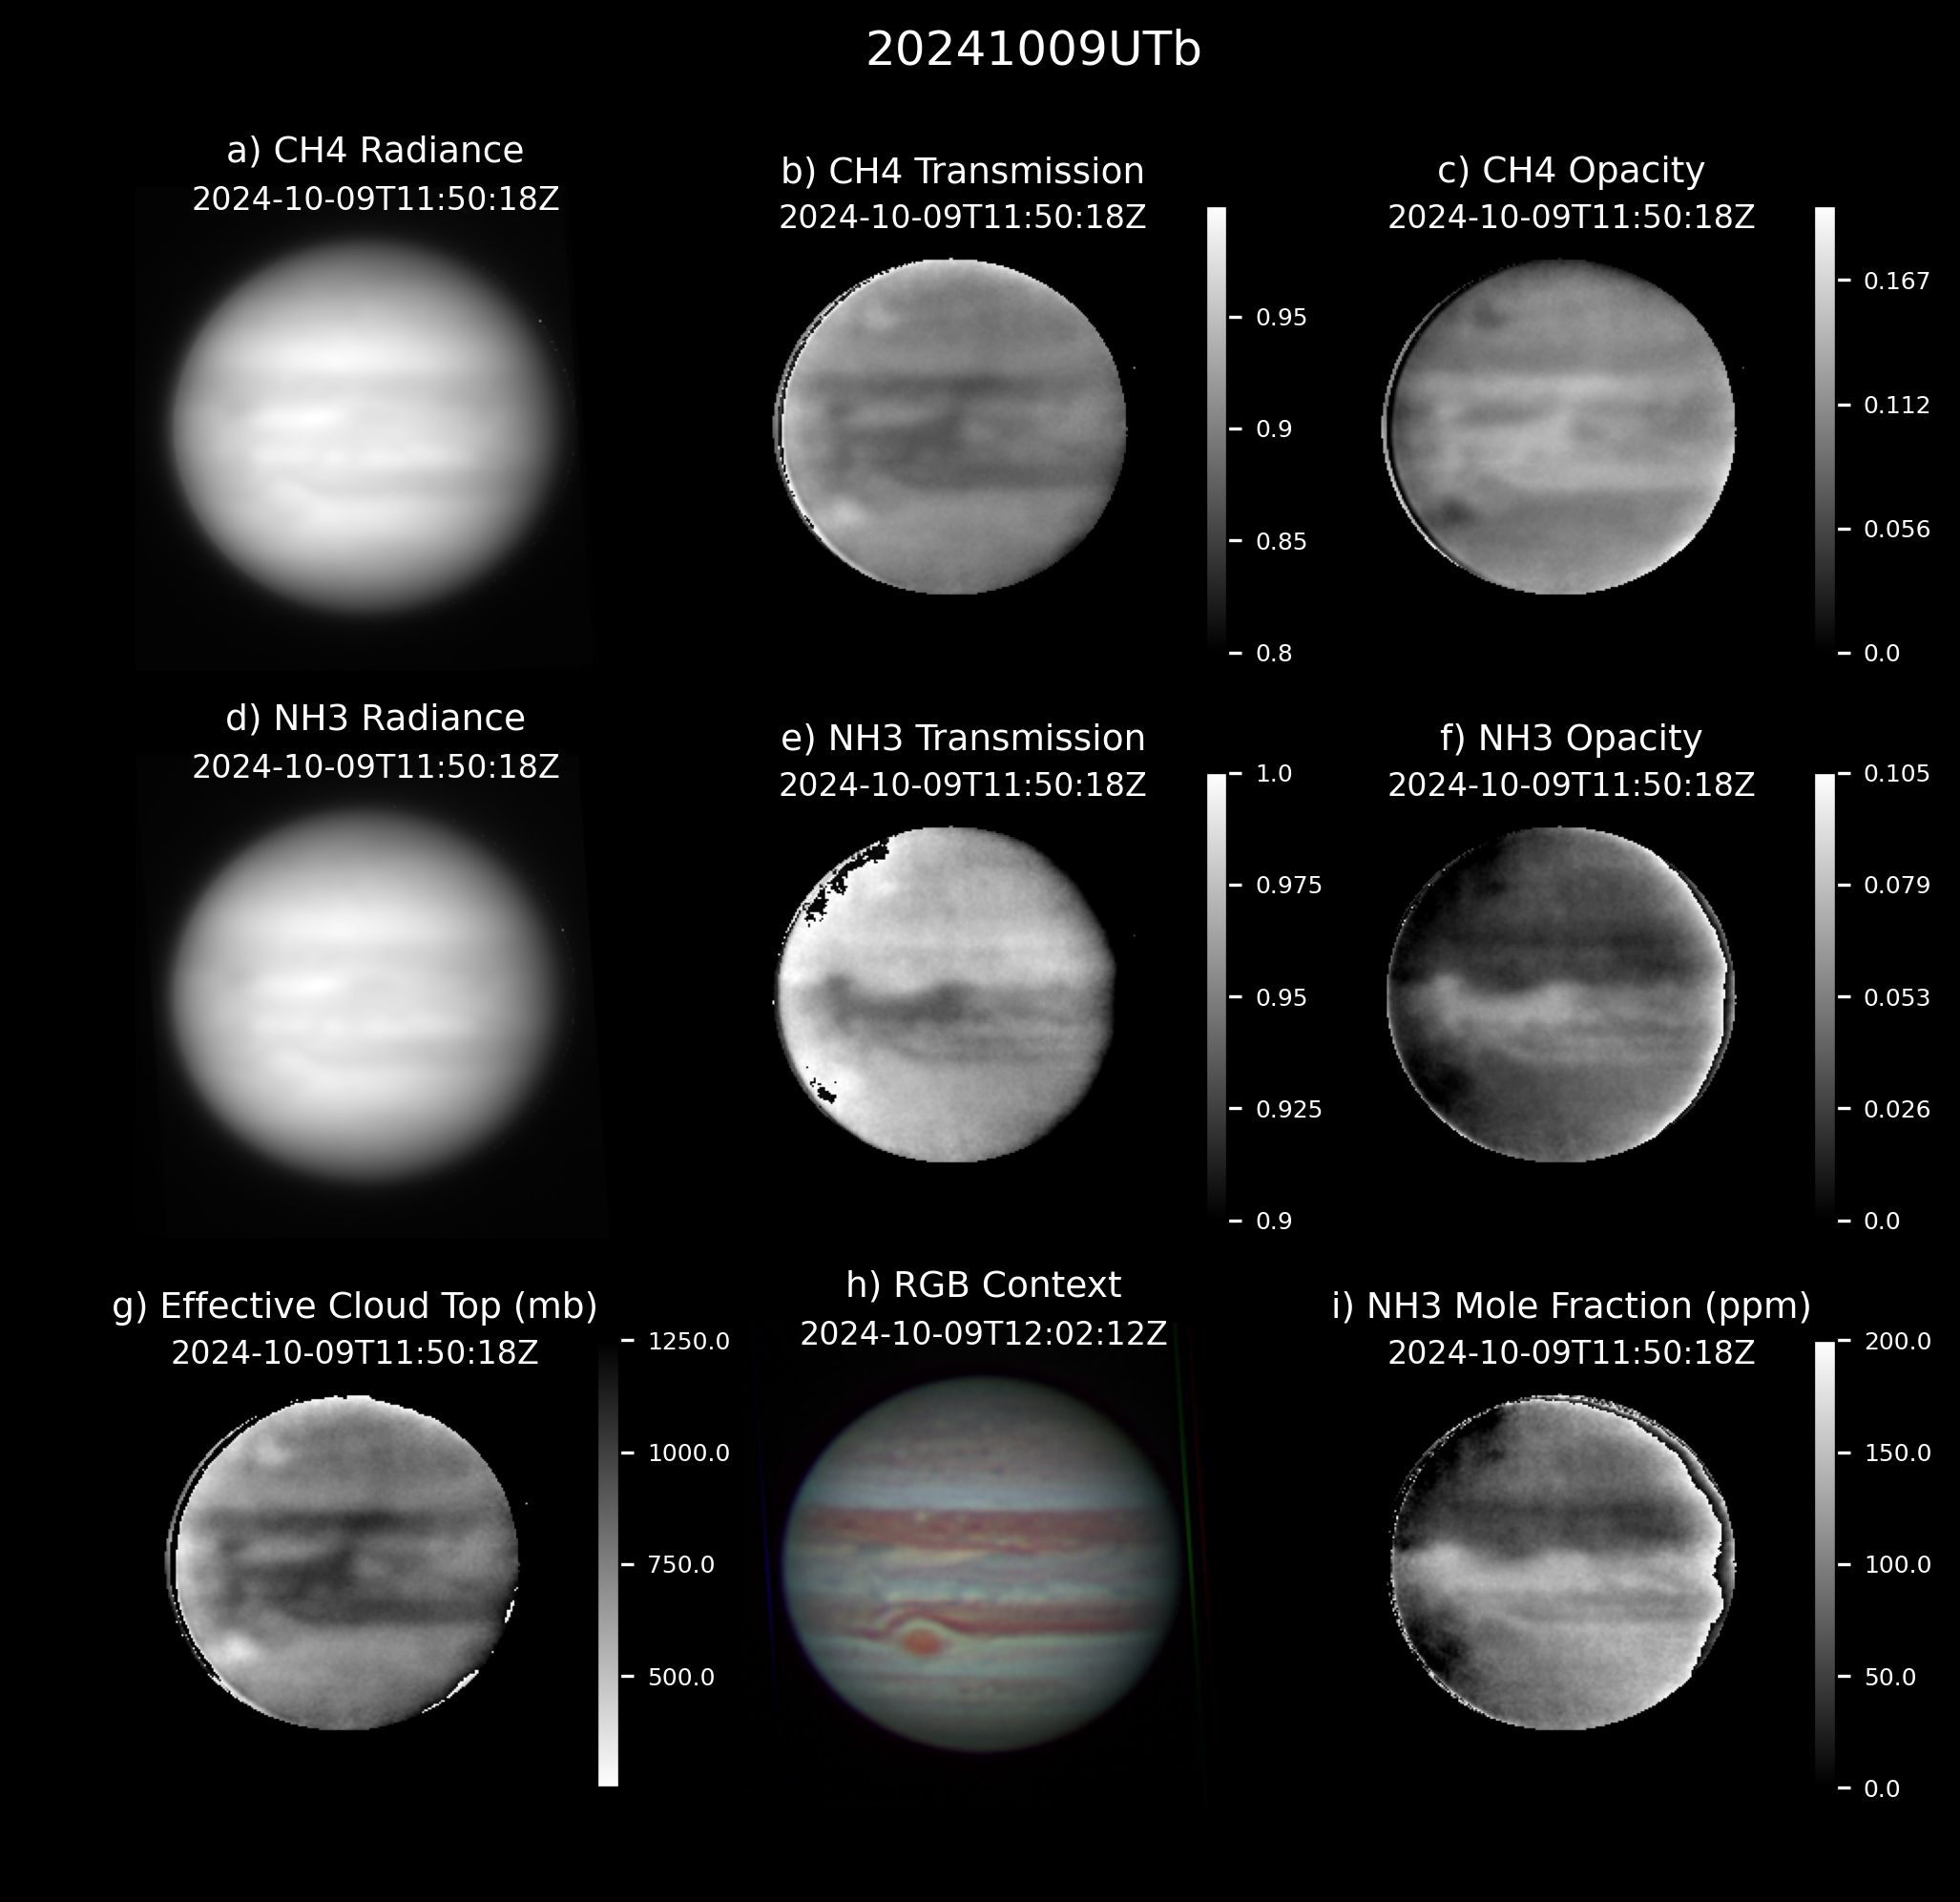 20241009UTb
a) CH4 Radiance
2024-10-09T11:50:18Z
b) CH4 Transmission
2024-10-09T11:50:18Z
0.95
0.9
0.85
0.8
c) CH4 Opacity
2024-10-09T11:50:18Z
0.167
0.112
0.056
0.0
d) NH3 Radiance
2024-10-09T11:50:18Z
e) NH3 Transmission
2024-10-09T11:50:18Z
1.0
0.975
0.95
0.925
0.9
f) NH3 Opacity
2024-10-09T11:50:18Z
0.105
0.079
0.053
0.026
0.0
g) Effective Cloud Top (mb)
2024-10-09T11:50:18Z
1250.0
1000.0
750.0
500.0
h) RGB Context
2024-10-09T12:02:12Z
i) NH3 Mole Fraction (ppm)
2024-10-09T11:50:18Z
200.0
150.0
100.0
50.0
0.0